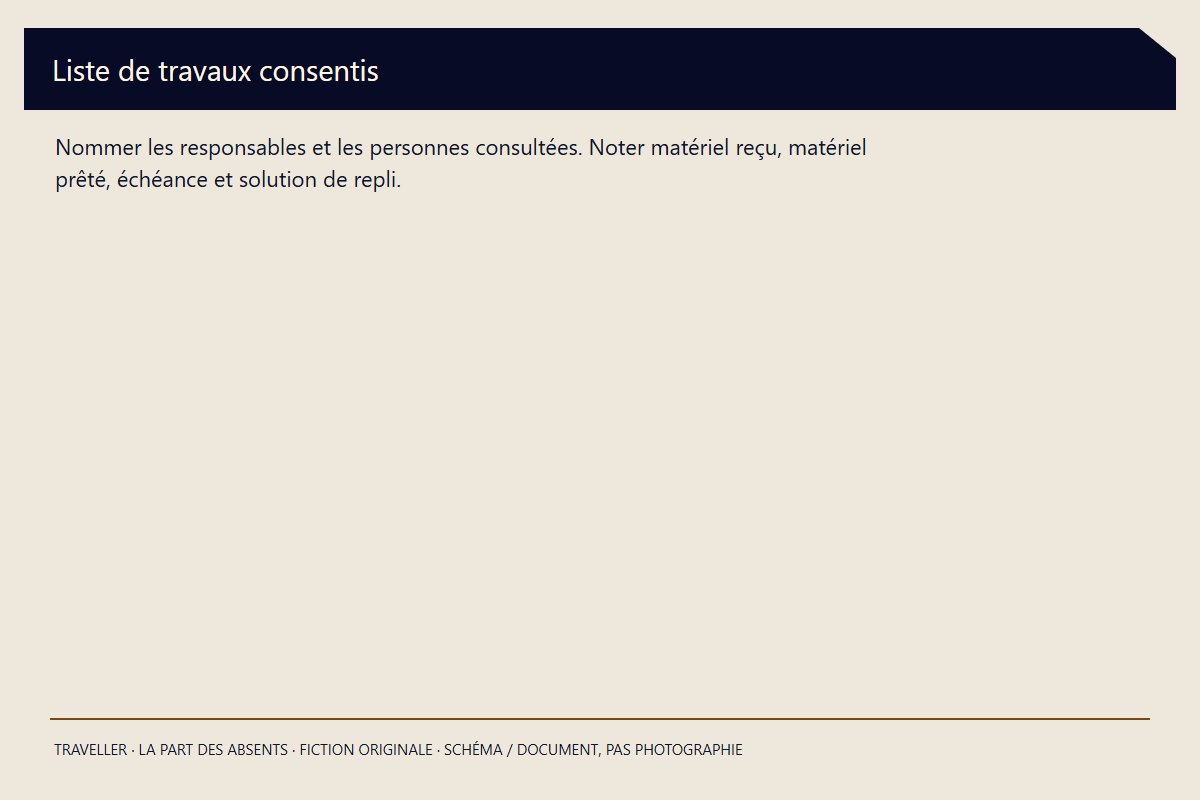 Liste de travaux consentis
Nommer les responsables et les personnes consultées. Noter matériel reçu, matériel
prêté, échéance et solution de repli.
TRAVELLER · LA PART DES ABSENTS · FICTION ORIGINALE · SCHÉMA / DOCUMENT, PAS PHOTOGRAPHIE